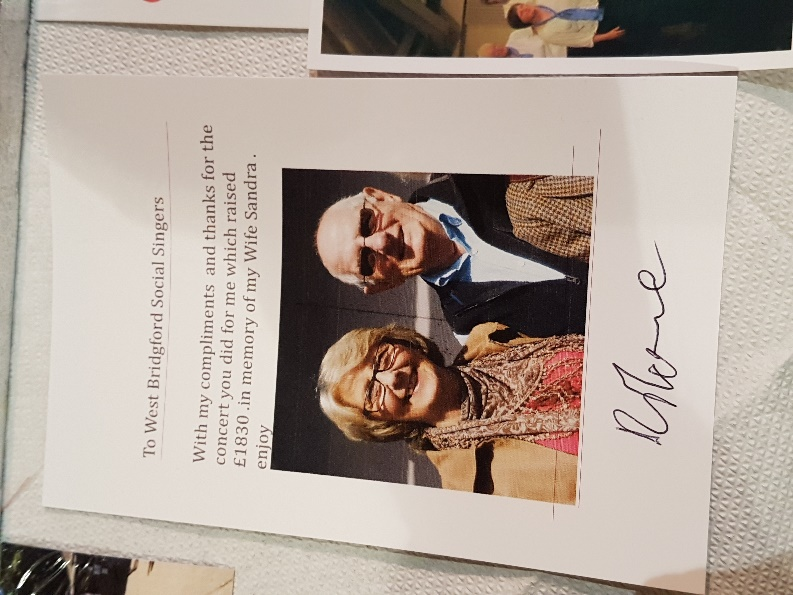 To West Bridgford Social Singers
With my compliments and thanks for the
concert you did for me which raised
£1830 .in memory of my Wife Sandra .
enjoy